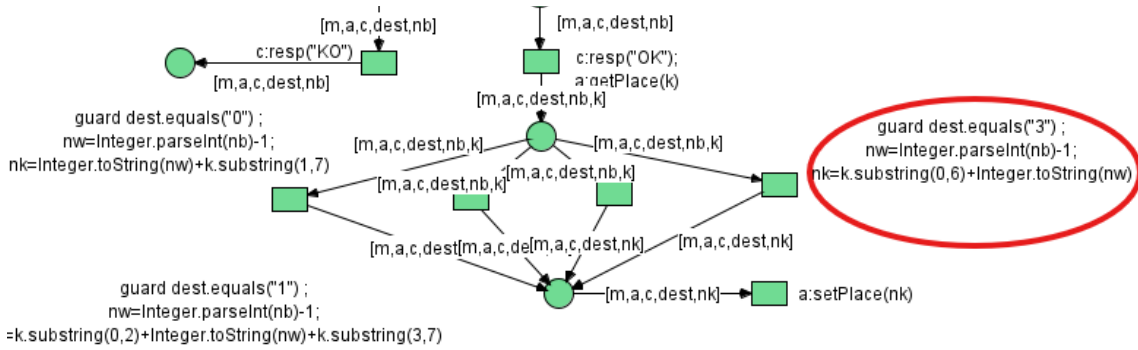 [m,a,c,dest,nb]
[m,a,c,dest,nb]
c:resp("KO")
[m,a,c,dest,nb]
c:resp("OK");
a:getPlace(k)
[m,a,c,dest,nb,k]
guard dest.equals("0") ;
nw=Integer.parseInt(nb)-1;
nk=Integer.toString(nw)+k.substring(1,7)
[m,a,c,dest,nb,k]
[m,a,c,dest,nb,k]
guard dest.equals("3") ;
nw=Integer.parseInt(nb)-1;
nk=k.substring(0,6)+Integer.toString(nw)
[m,a,c,dest,nb,k]
[m,a,c,dest,nb,k]
[m,a,c,dest
[m,a,c,de
[m,a,c,dest,nk]
[m,a,c,dest,nk]
guard dest.equals("1") ;
nw=Integer.parseInt(nb)-1;
=k.substring(0,2)+Integer.toString(nw)+k.substring(3,7)
[m,a,c,dest,nk]
a:setPlace(nk)